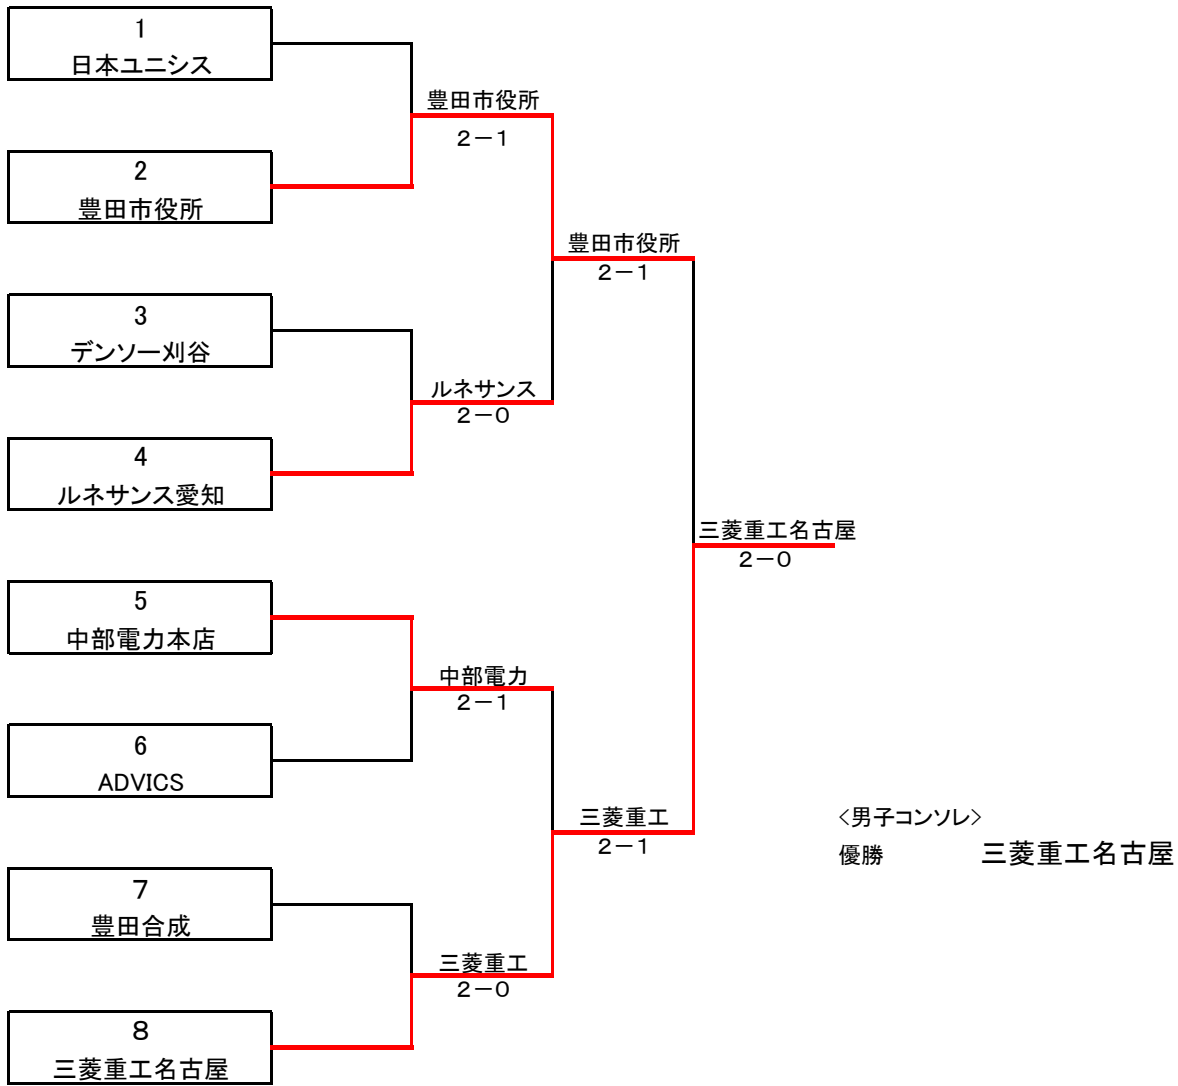 1
日本ユニシス
豊田市役所
２－１
2
豊田市役所
豊田市役所
２－１
3
デンソー刈谷
ルネサンス
２－０
4
ルネサンス愛知
三菱重工名古屋
２－０
5
中部電力本店
中部電力
２－１
6
ADVICS
三菱重工
２－１
<男子コンソレ>
優勝　三菱重工名古屋
7
豊田合成
三菱重工
２－０
8
三菱重工名古屋